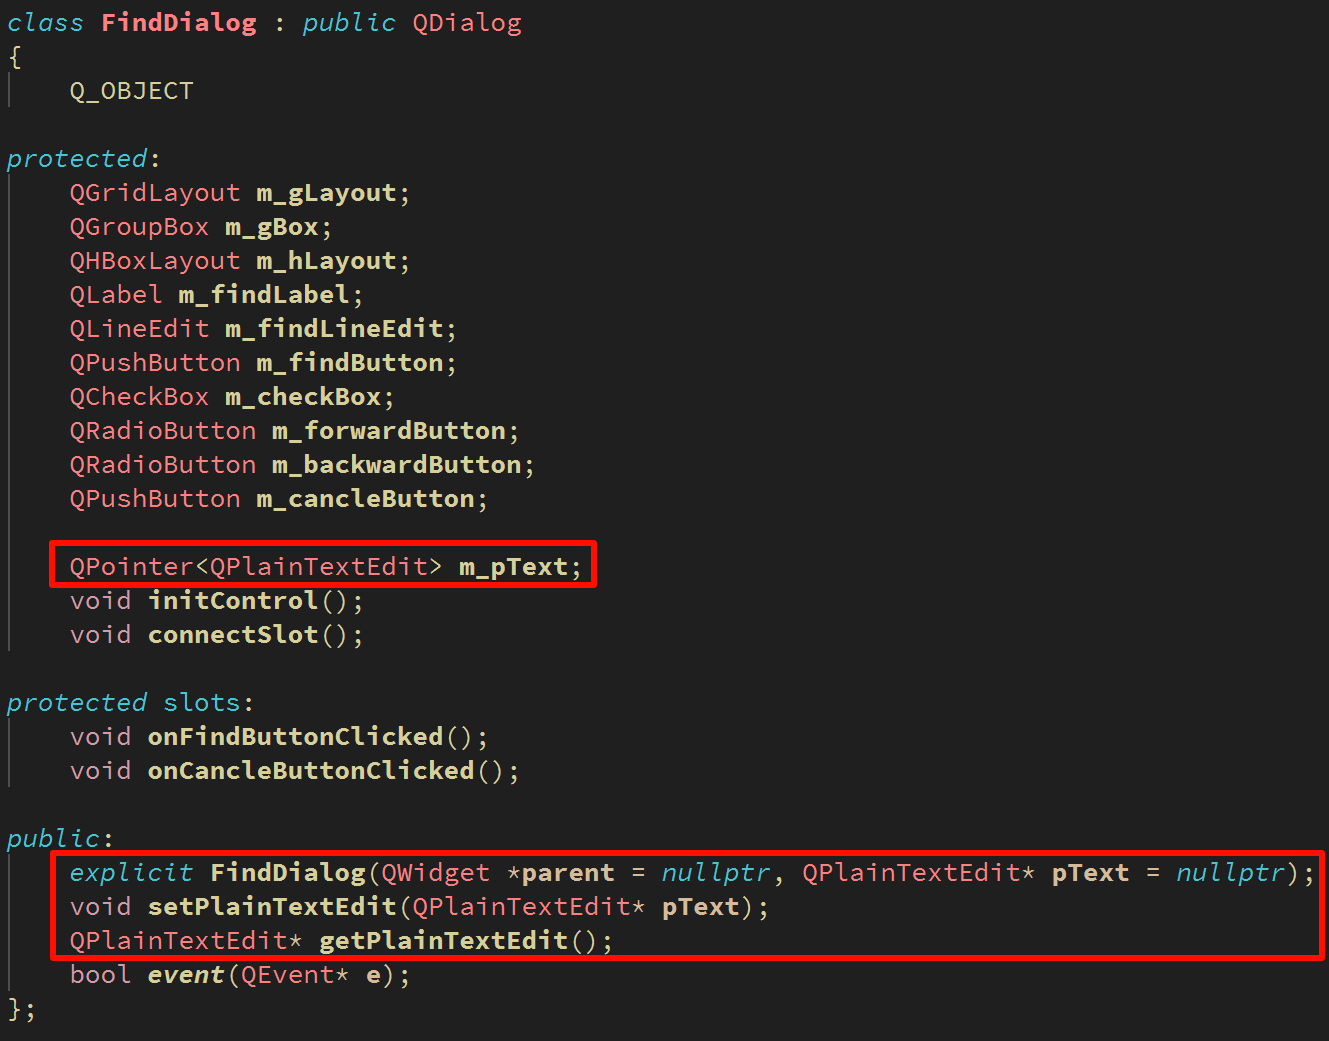 class FindDialog : public QDialog
{
    Q_OBJECT

protected:
    QGridLayout m_gLayout;
    QGroupBox m_gBox;
    QHBoxLayout m_hLayout;
    QLabel m_findLabel;
    QLineEdit m_findLineEdit;
    QPushButton m_findButton;
    QCheckBox m_checkBox;
    QRadioButton m_forwardButton;
    QRadioButton m_backwardButton;
    QPushButton m_cancleButton;

    QPointer<QPlainTextEdit> m_pText;
    void initControl();
    void connectSlot();

protected slots:
    void onFindButtonClicked();
    void onCancleButtonClicked();

public:
    explicit FindDialog(QWidget *parent = nullptr, QPlainTextEdit* pText = nullptr);
    void setPlainTextEdit(QPlainTextEdit* pText);
    QPlainTextEdit* getPlainTextEdit();
    bool event(QEvent* e);
};